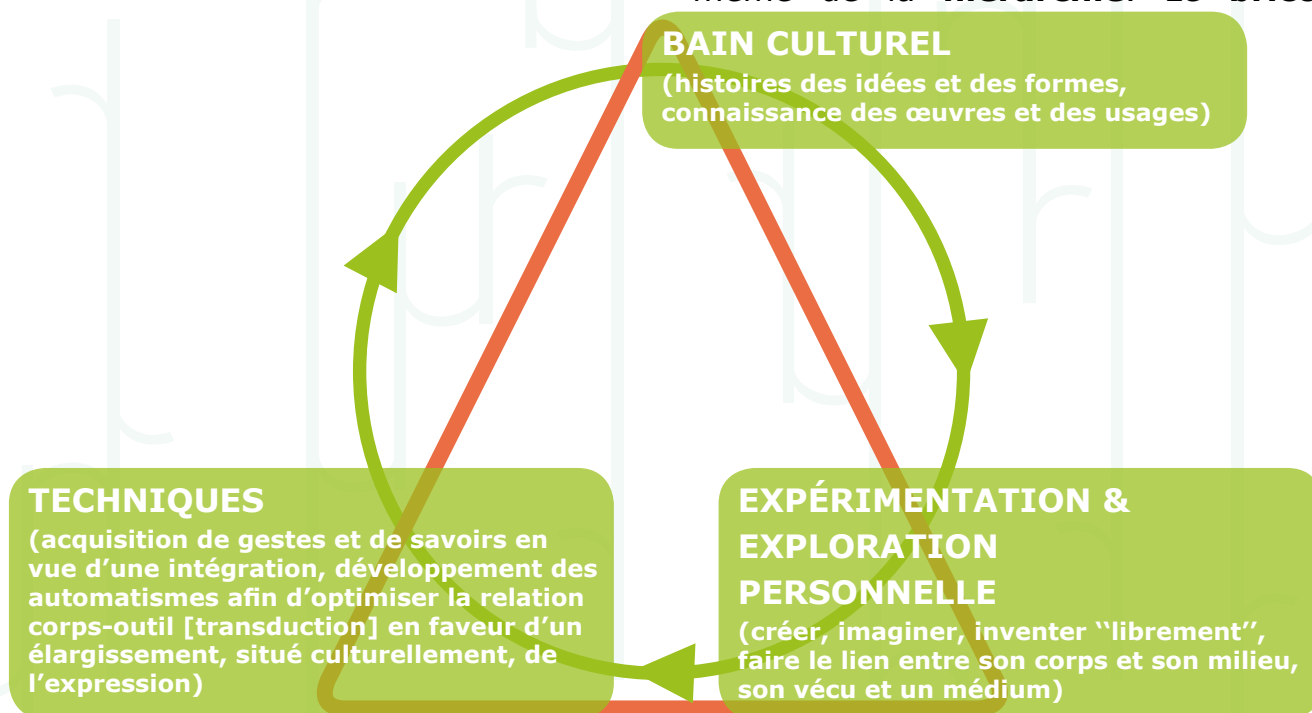 même de la
BAIN CULTUREL
(histoires des idées et des formes,
connaissance des œuvres et des usages)
TECHNIQUES
(acquisition de gestes et de savoirs en
vue d’une intégration, développement des
automatismes afin d’optimiser la relation
corps-outil [transduction] en faveur d’un
élargissement, situé culturellement, de
l’expression)
EXPÉRIMENTATION &
EXPLORATION
PERSONNELLE
(créer, imaginer, inventer ‘‘librement’’,
faire le lien entre son corps et son milieu,
son vécu et un médium)